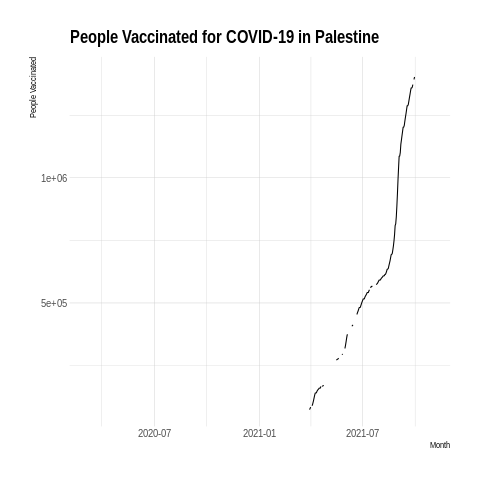 People Vaccinated for COVID-19 in Palestine
People Vaccinated
1e+06
5e+05
2020-07
2021-01
2021-07
Month